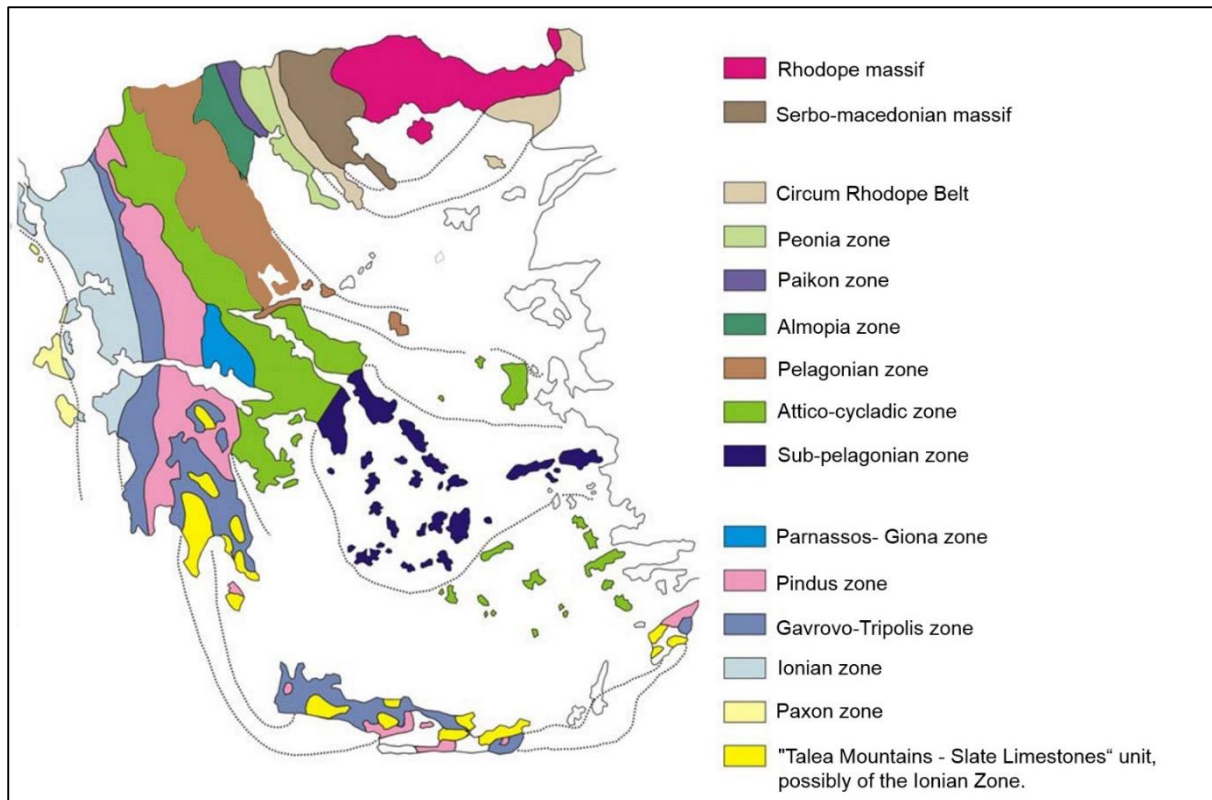 Rhodope massif
Serbo-macedonian massif
Circum Rhodope Belt
Peonia zone
Paikon zone
Almopia zone
Pelagonian zone
Attico-cycladic zone
Sub-pelagonian zone
Parnassos- Giona zone
Pindus zone
Gavrovo-Tripolis zone
Ionian zone
Paxon zone
"Talea Mountains - Slate Limestones“ unit,
possibly of the Ionian Zone.